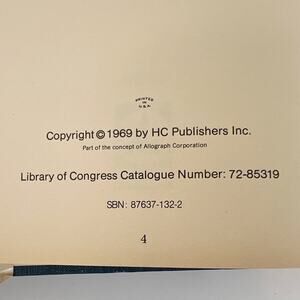 PRINTED
IN
U.S.A.
Copyright © 1969 by HC Publishers Inc.
Part of the concept of Allograph Corporation
Library of Congress Catalogue Number: 72-85319
SBN: 87637-132-2
4